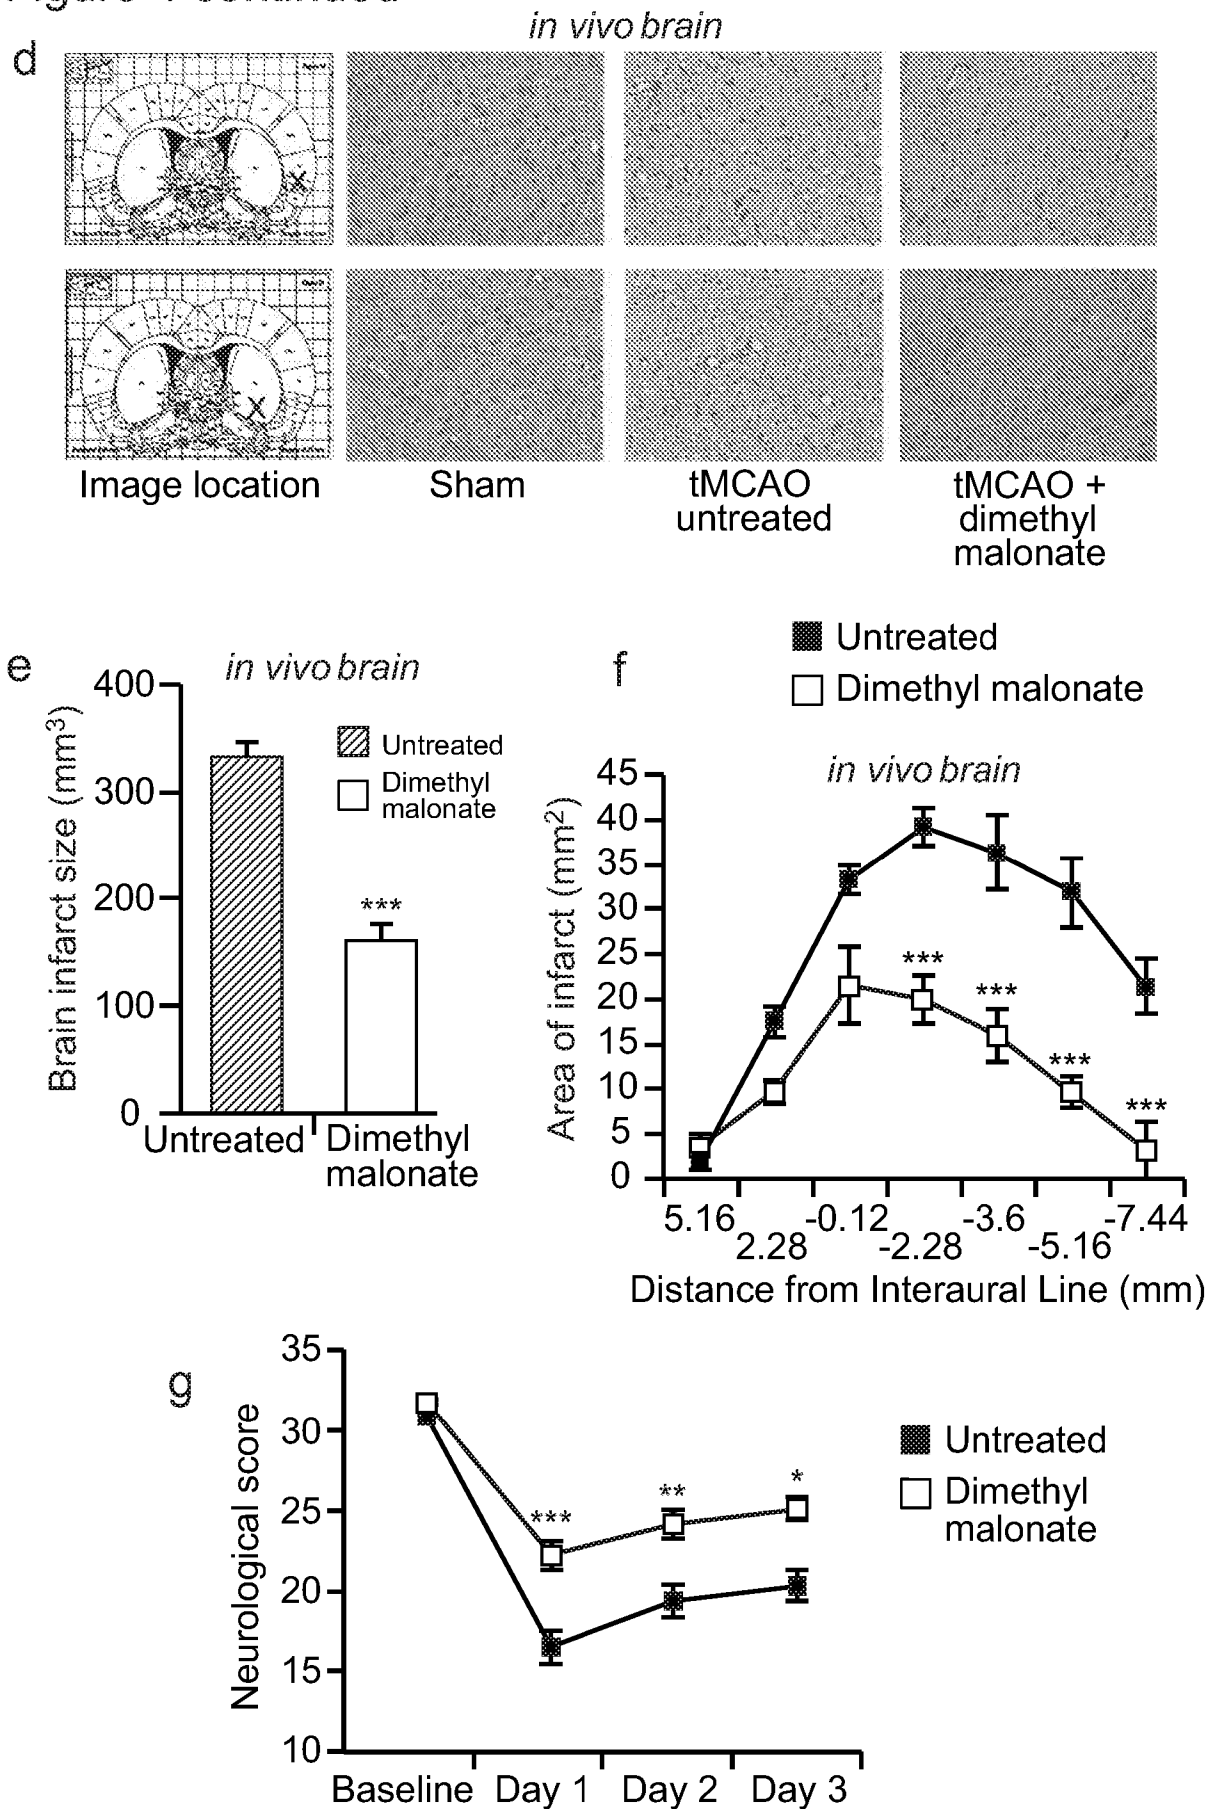 Figure 4 continued
in vivo brain
d
Image location
Sham
tMCAO
untreated
tMCAO +
dimethyl
malonate
e
in vivo brain
Brain infarct size (mm3)
400
300
200
100
0
Untreated
Dimethyl
malonate
***
Untreated
Dimethyl
malonate
f
Untreated
Dimethyl malonate
in vivo brain
Area of infarct (mm2)
45
40
35
30
25
20
15
10
5
0
***
***
***
***
5.16
2.28
-0.12
-2.28
-3.6
-5.16
-7.44
Distance from Interaural Line (mm)
g
Neurological score
35
30
25
20
15
10
***
**
*
Untreated
Dimethyl
malonate
Baseline
Day 1
Day 2
Day 3